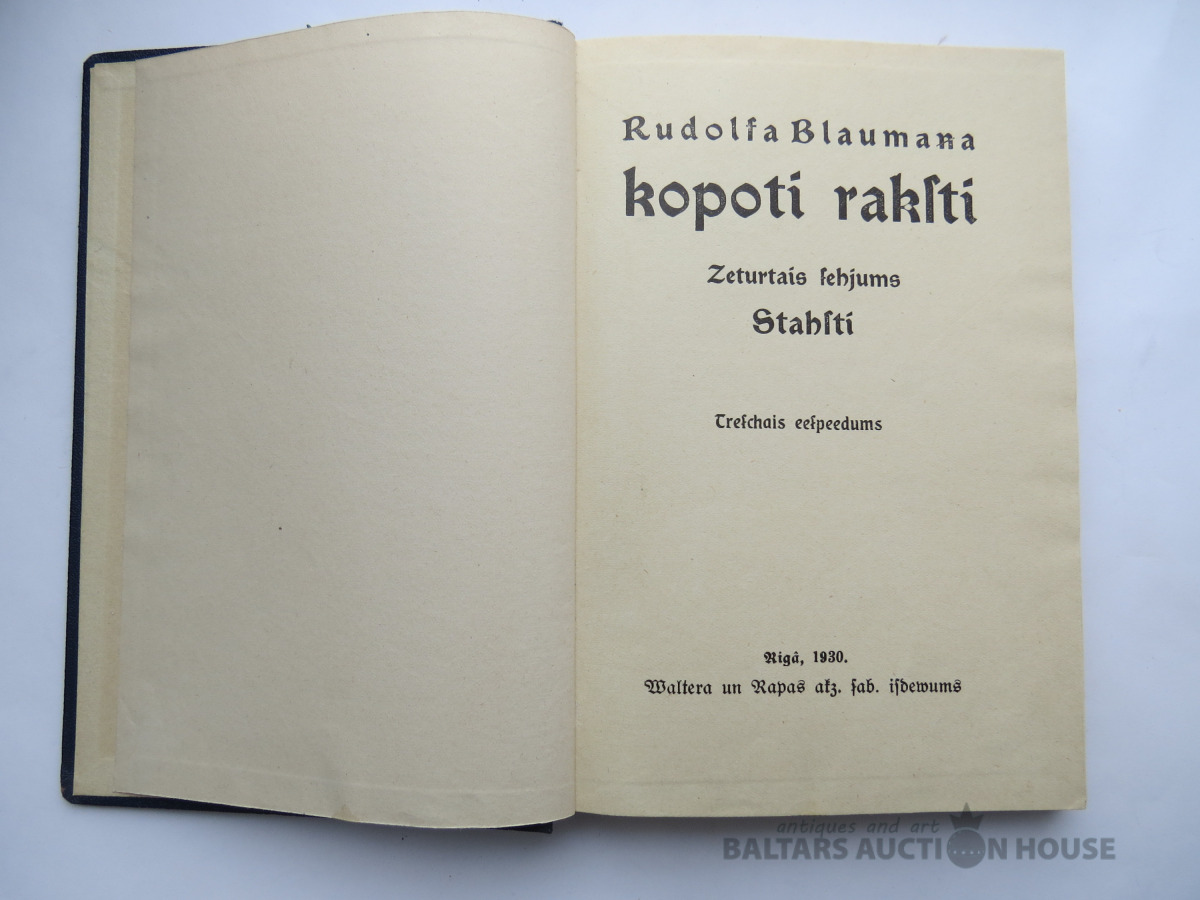 Rudolfa Blaumaņa
kopoti rakſti
Zeturtais ſehjums
Stahſti
Treſchais eeſpeedums
Rigâ, 1930.
Waltera un Rapas akz. ſab. iſdewums
antiques and art
BALTARS AUCTION HOUSE